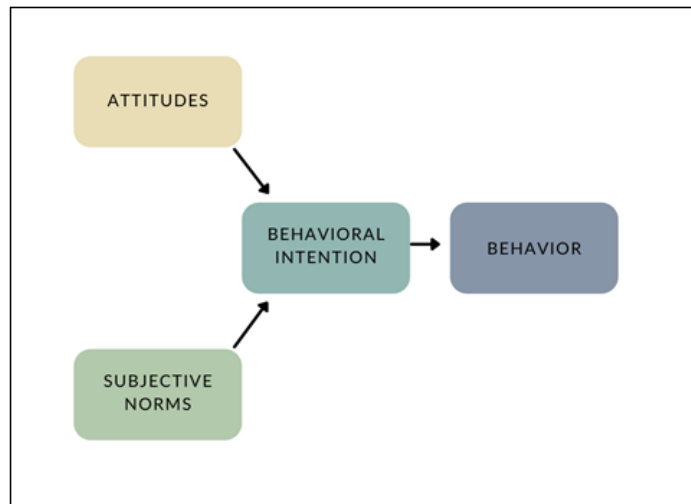 ATTITUDES
BEHAVIORAL
INTENTION
BEHAVIOR
SUBJECTIVE
NORMS